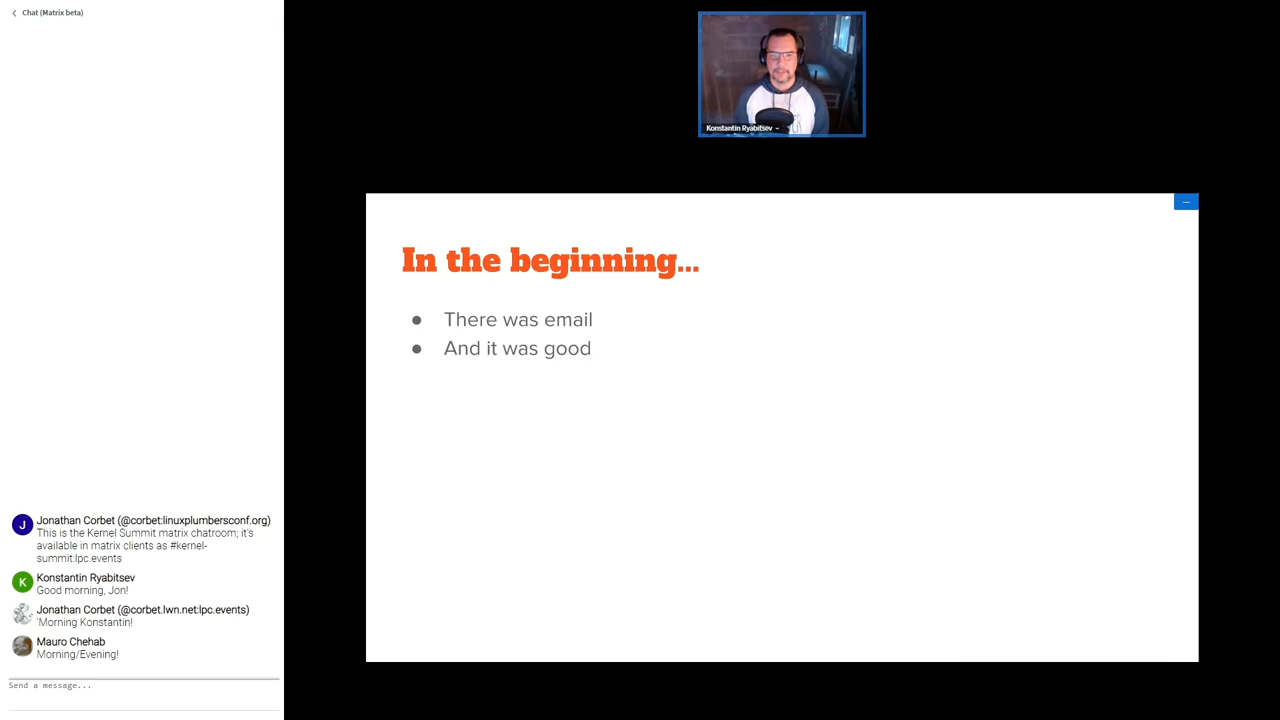 Chat (Matrix beta)
Konstantin Ryabitsev
In the beginning...
● There was email
● And it was good
J
Jonathan Corbet (@corbet:linuxplumbersconf.org)
This is the Kernel Summit matrix chatroom; it's
available in matrix clients as #kernel-
summit:lpc.events
K
Konstantin Ryabitsev
Good morning, Jon!
Jonathan Corbet (@corbet.lwn.net:lpc.events)
'Morning Konstantin!
Mauro Chehab
Morning/Evening!
Send a message...